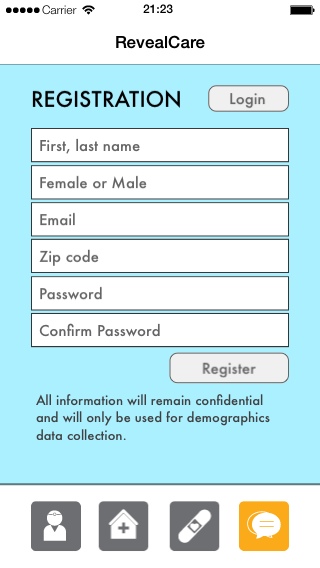 Carrier 21:23
RevealCare
REGISTRATION Login
First, last name
Female or Male
Email
Zip code
Password
Confirm Password
Register
All information will remain confidential
and will only be used for demographics
data collection.